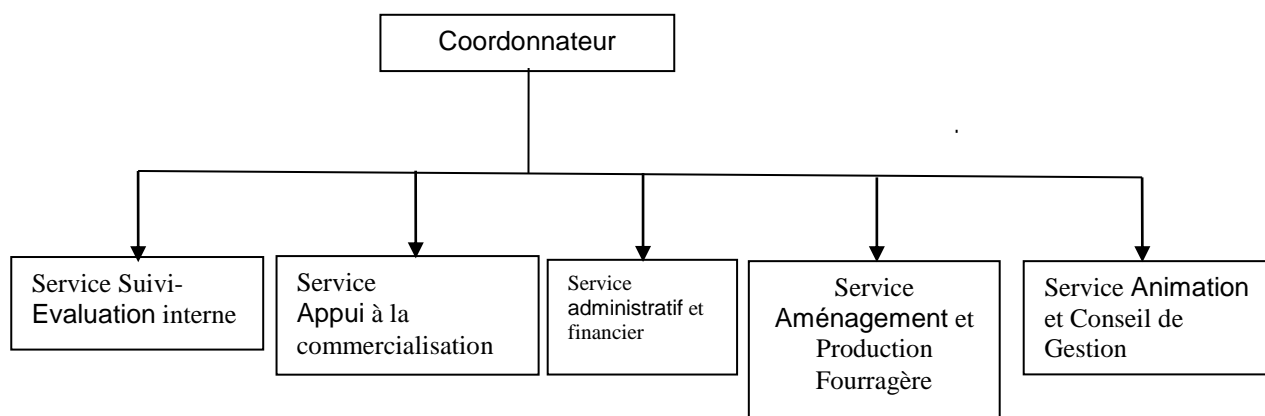 Coordonnateur
Service Suivi-
Evaluation interne
Service
Appui à la
commercialisation
Service
administratif et
financier
Service
Aménagement et
Production
Fourragère
Service Animation
et Conseil de
Gestion